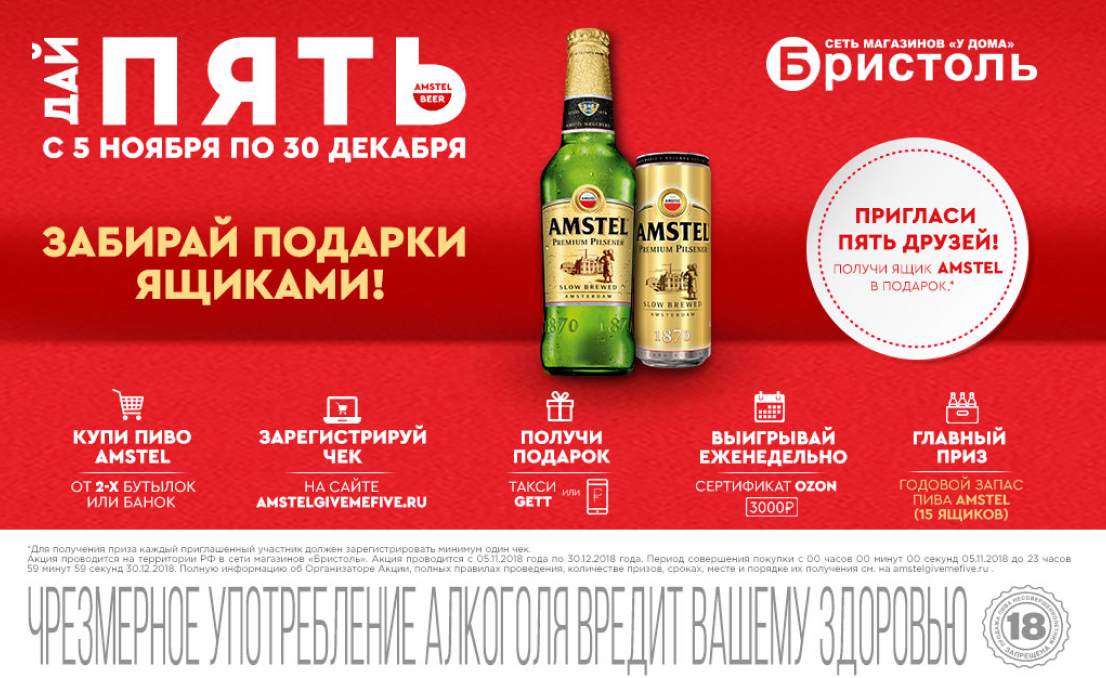 ДАЙ
ПЯТЬ
AMSTEL
BEER
С 5 НОЯБРЯ ПО 30 ДЕКАБРЯ
ЗАБИРАЙ ПОДАРКИ
ЯЩИКАМИ!
AMSTEL
PREMIUM PILSENER
SLOW BREWED
AMSTERDAM
1870 187
AMSTEL
PREMIUM PILSENER
SLOW BREWED
AMSTERDAM
1870
СЕТЬ МАГАЗИНОВ «У ДОМА»
Бристоль
ПРИГЛАСИ
ПЯТЬ ДРУЗЕЙ!
ПОЛУЧИ ЯЩИК AMSTEL
В ПОДАРОК.*
КУПИ ПИВО
AMSTEL
ОТ 2-Х БУТЫЛОК
ИЛИ БАНОК
ЗАРЕГИСТРИРУЙ
ЧЕК
НА САЙТЕ
AMSTELGIVEMEFIVE.RU
ПОЛУЧИ
ПОДАРОК
ТАКСИ
GETT
ИЛИ
₽
ВЫИГРЫВАЙ
ЕЖЕНЕДЕЛЬНО
СЕРТИФИКАТ OZON
3000₽
ГЛАВНЫЙ
ПРИЗ
ГОДОВОЙ ЗАПАС
ПИВА AMSTEL
(15 ЯЩИКОВ)
*Для получения приза каждый приглашенный участник должен зарегистрировать минимум один чек.
Акция проводится на территории РФ в сети магазинов «Бристоль». Акция проводится с 05.11.2018 года по 30.12.2018 года. Период совершения покупки с 00 часов 00 минут 00 секунд 05.11.2018 до 23 часов
59 минут 59 секунд 30.12.2018. Полную информацию об Организаторе Акции, полных правилах проведения, количестве призов, сроках, месте и порядке их получения см. на amstelgivemefive.ru .
ЧРЕЗМЕРНОЕ УПОТРЕБЛЕНИЕ АЛКОГОЛЯ ВРЕДИТ ВАШЕМУ ЗДОРОВЬЮ
ПРОДАЖА ПИВА НЕСОВЕРШЕННОЛЕТНИМ
18
ЗАПРЕЩЕНА